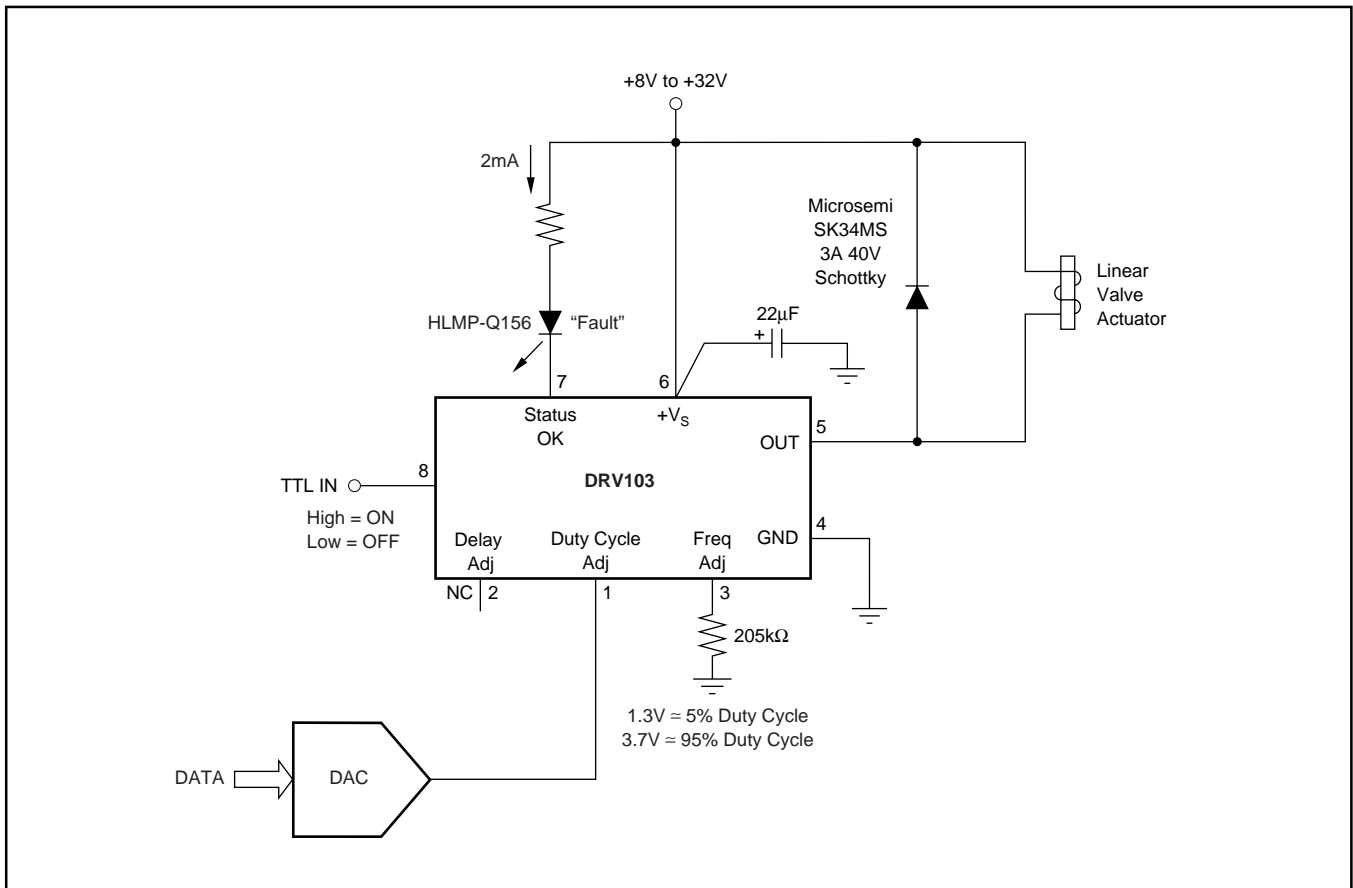 +8V to +32V
2mA
Microsemi
SK34MS
3A 40V
Schottky
Linear
Valve
Actuator
22μF
+
HLMP-Q156
“Fault”
7
6
Status
OK
+VS
OUT
5
8
TTL IN
DRV103
High = ON
Low = OFF
Delay
Adj
Duty Cycle
Adj
Freq
Adj
GND
4
NC
2
1
3
205kΩ
1.3V ≃ 5% Duty Cycle
3.7V ≃ 95% Duty Cycle
DATA
DAC